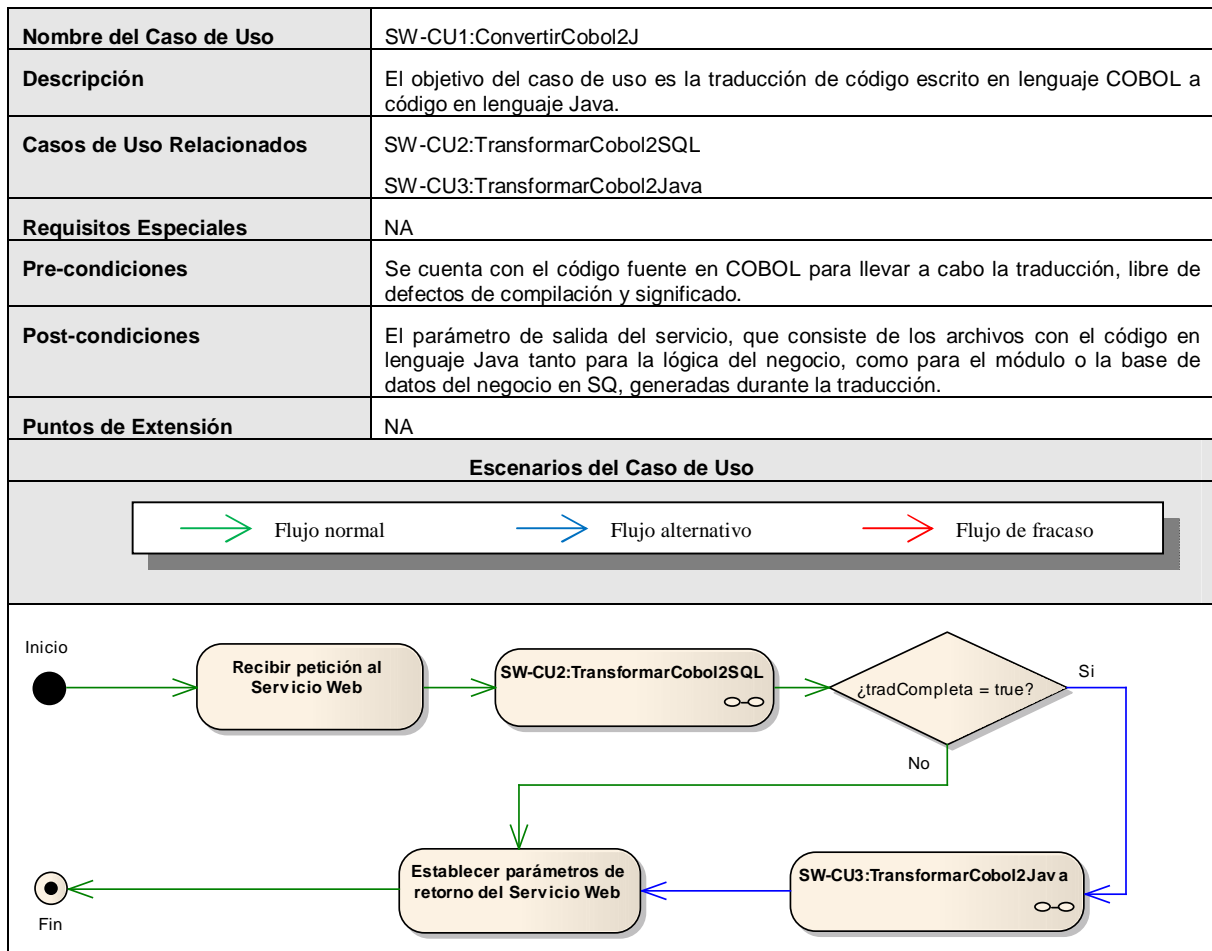 Nombre del Caso de Uso
SW-CU1:ConvertirCobol2J
Descripción
El objetivo del caso de uso es la traducción de código escrito en lenguaje COBOL a
código en lenguaje Java.
Casos de Uso Relacionados
SW-CU2:TransformarCobol2SQL
SW-CU3:TransformarCobol2Java
Requisitos Especiales
NA
Pre-condiciones
Se cuenta con el código fuente en COBOL para llevar a cabo la traducción, libre de
defectos de compilación y significado.
Post-condiciones
El parámetro de salida del servicio, que consiste de los archivos con el código en
lenguaje Java tanto para la lógica del negocio, como para el módulo o la base de
datos del negocio en SQ, generadas durante la traducción.
Puntos de Extensión
NA
Escenarios del Caso de Uso
Flujo normal
Flujo alternativo
Flujo de fracaso
Inicio
Recibir petición al
Servicio Web
SW-CU2:TransformarCobol2SQL
¿tradCompleta = true?
Si
No
Establecer parámetros de
retorno del Servicio Web
SW-CU3:TransformarCobol2Java
Fin